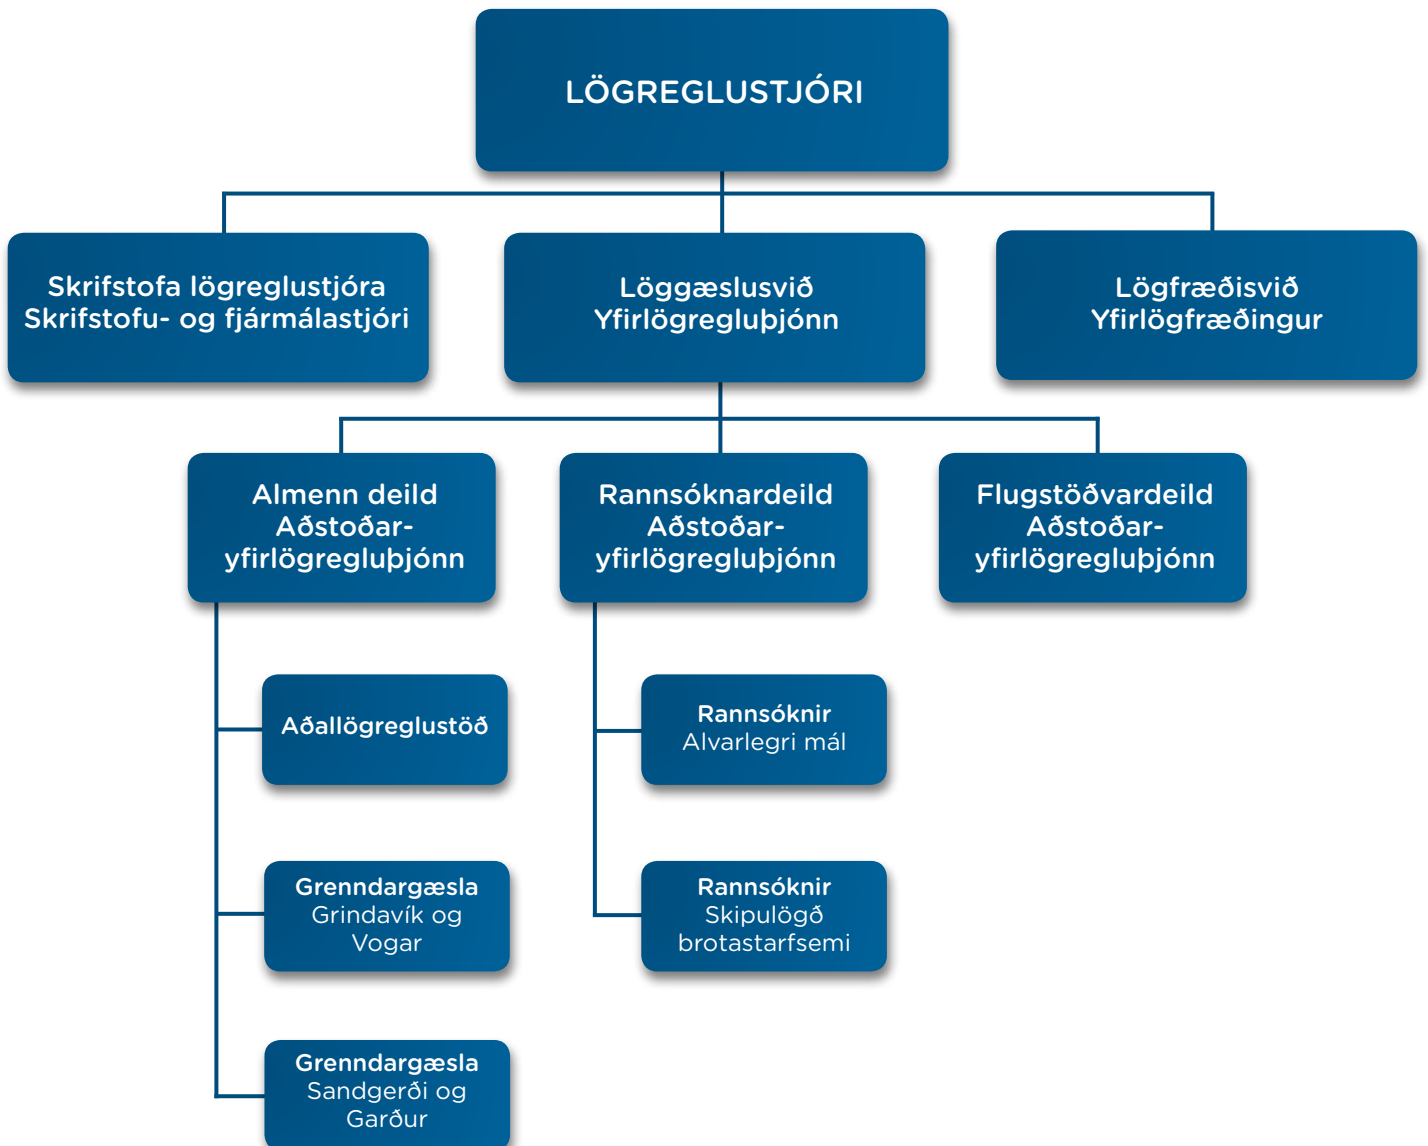 LÖGREGLUSTJÓRI
Skrifstofa lögreglustjóra
Skrifstofu- og fjármálastjóri
Löggæslusvið
Yfirlögregluþjónn
Lögfræðisvið
Yfirlögfræðingur
Almenn deild
Aðstoðar-
yfirlögregluþjónn
Rannsóknardeild
Aðstoðar-
yfirlögregluþjónn
Flugstöðvardeild
Aðstoðar-
yfirlögregluþjónn
Aðallögreglustöð
Grenndargæsla
Grindavík og
Vogar
Grenndargæsla
Sandgerði og
Garður
Rannsóknir
Alvarlegri mál
Rannsóknir
Skipulögð
brotastarfsemi